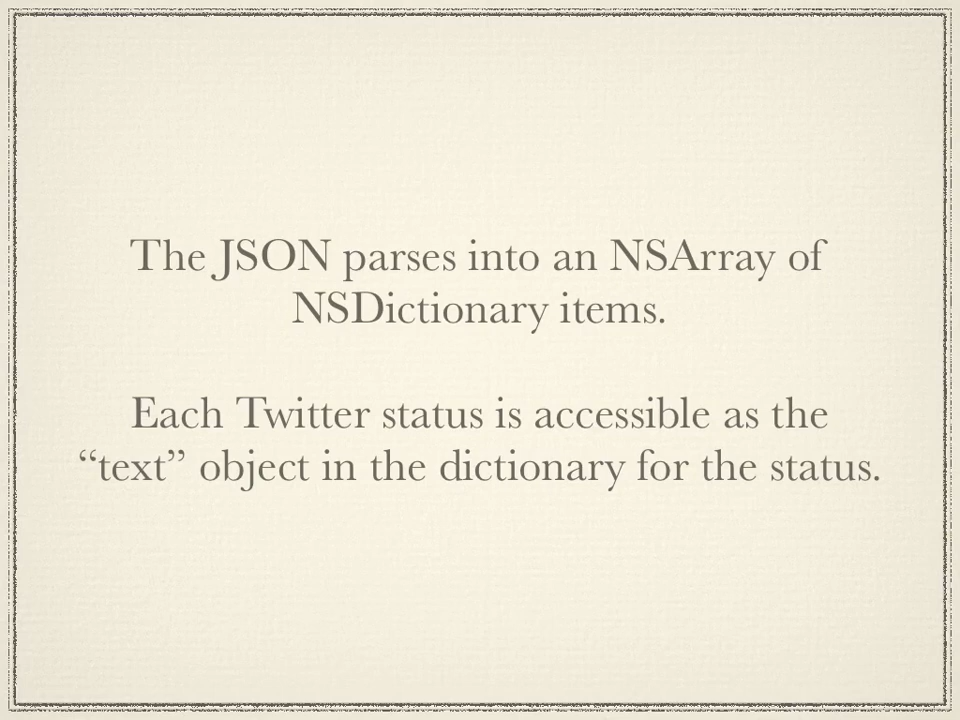 The JSON parses into an NSArray of
NSDictionary items.
Each Twitter status is accessible as the
“text” object in the dictionary for the status.